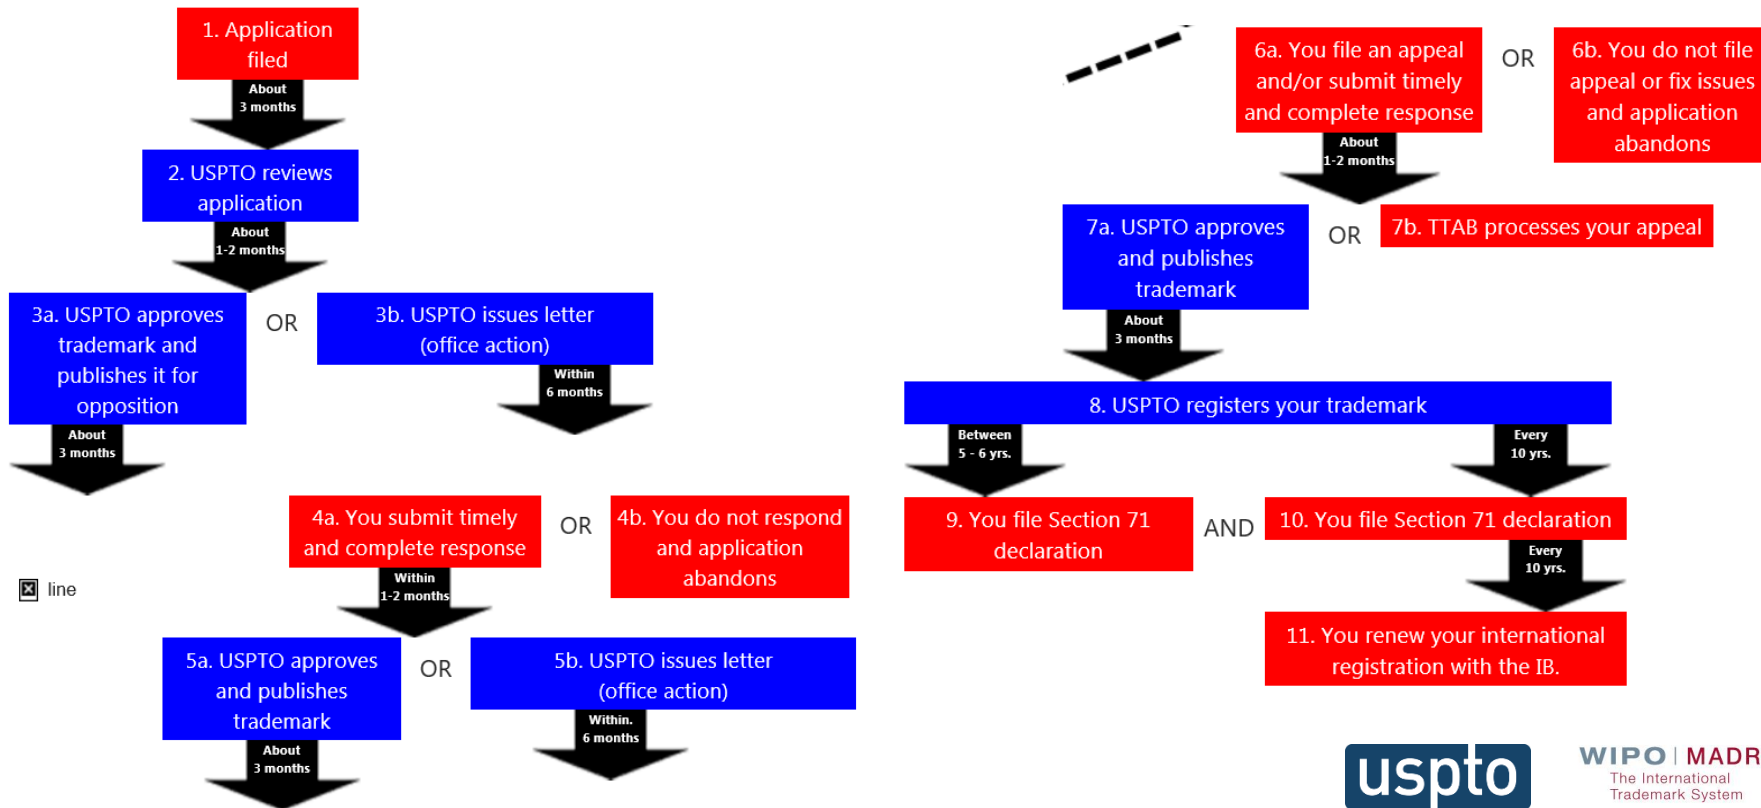 1. Application
filed
About
3 months
2. USPTO reviews
application
About
1-2 months
3a. USPTO approves
trademark and
publishes it for
opposition
OR
3b. USPTO issues letter
(office action)
About
3 months
Within
6 months
4a. You submit timely
and complete response
OR
4b. You do not respond
and application
abandons
Within
1-2 months
line
5a. USPTO approves
and publishes
trademark
OR
5b. USPTO issues letter
(office action)
About
3 months
Within.
6 months
6a. You file an appeal
and/or submit timely
and complete response
OR
6b. You do not file
appeal or fix issues
and application
abandons
About
1-2 months
7a. USPTO approves
and publishes
trademark
OR
7b. TTAB processes your appeal
About
3 months
8. USPTO registers your trademark
Between
5 - 6 yrs.
Every
10 yrs.
9. You file Section 71
declaration
AND
10. You file Section 71 declaration
Every
10 yrs.
11. You renew your international
registration with the IB.
uspto
WIPO | MADR
The International
Trademark System